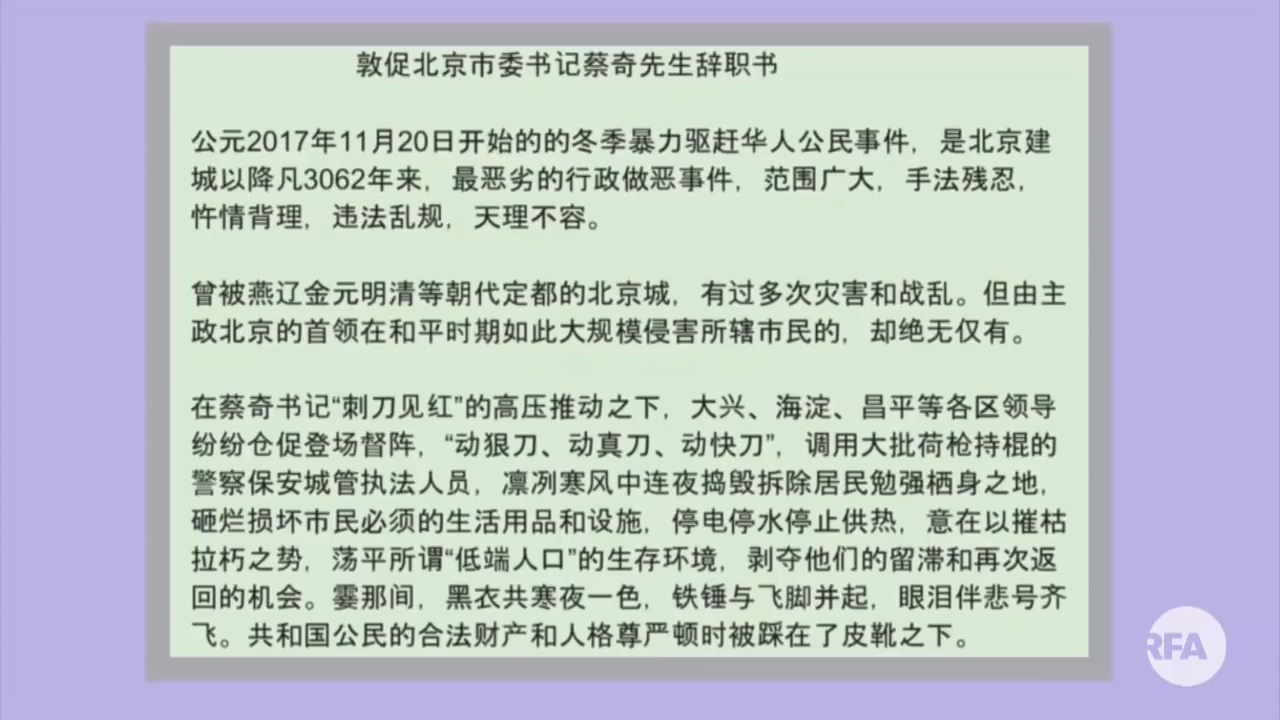 敦促北京市委书记蔡奇先生辞职书
公元2017年11月20日开始的的冬季暴力驱赶华人公民事件，是北京建
城以降凡3062年来，最恶劣的行政做恶事件，范围广大，手法残忍，
忤情背理，违法乱规，天理不容。
曾被燕辽金元明清等朝代定都的北京城，有过多次灾害和战乱。但由主
政北京的首领在和平时期如此大规模侵害所辖市民的，却绝无仅有。
在蔡奇书记“刺刀见红”的高压推动之下，大兴、海淀、昌平等各区领导
纷纷仓促登场督阵，“动狠刀、动真刀、动快刀”，调用大批荷枪持棍的
警察保安城管执法人员，凛冽寒风中连夜捣毁拆除居民勉强栖身之地，
砸烂损坏市民必须的生活用品和设施，停电停水停止供热，意在以摧枯
拉朽之势，荡平所谓“低端人口”的生存环境，剥夺他们的留滞和再次返
回的机会。霎那间，黑衣共寒夜一色，铁锤与飞脚并起，眼泪伴悲号齐
飞。共和国公民的合法财产和人格尊严顿时被踩在了皮靴之下。
RFA